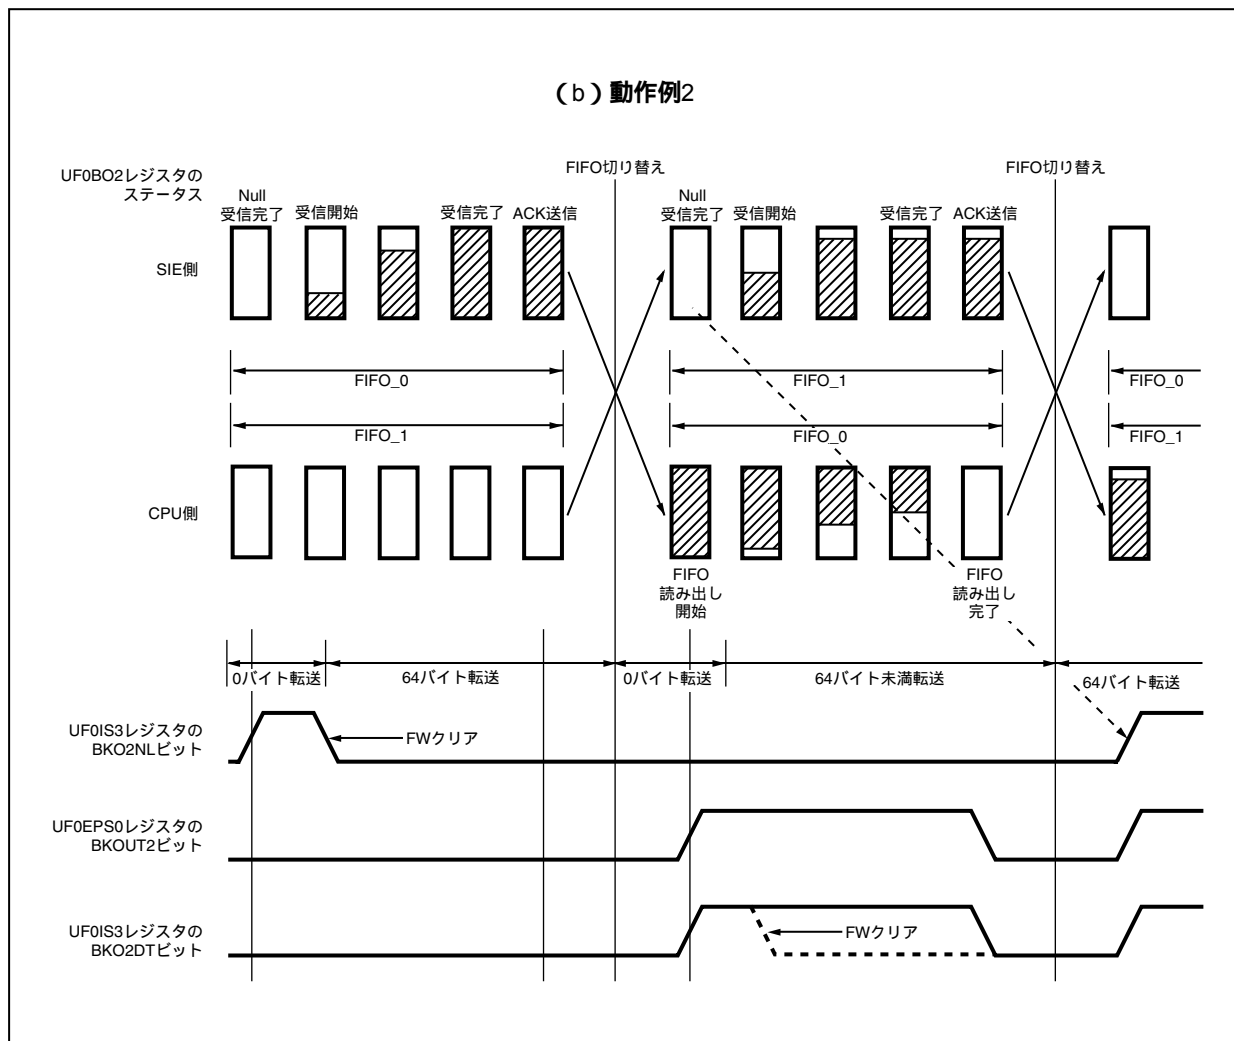 （b）動作例2
UF0BO2レジスタの
ステータス
FIFO切り替え
FIFO切り替え
Null
受信完了
受信開始
受信完了
ACK送信
Null
受信完了
受信開始
受信完了
ACK送信
SIE側
FIFO_0
FIFO_1
FIFO_0
FIFO_1
FIFO_0
FIFO_1
CPU側
FIFO
読み出し
開始
FIFO
読み出し
完了
0バイト転送
64バイト転送
0バイト転送
64バイト未満転送
64バイト転送
UF0IS3レジスタの
BKO2NLビット
FWクリア
UF0EPS0レジスタの
BKOUT2ビット
UF0IS3レジスタの
BKO2DTビット
FWクリア